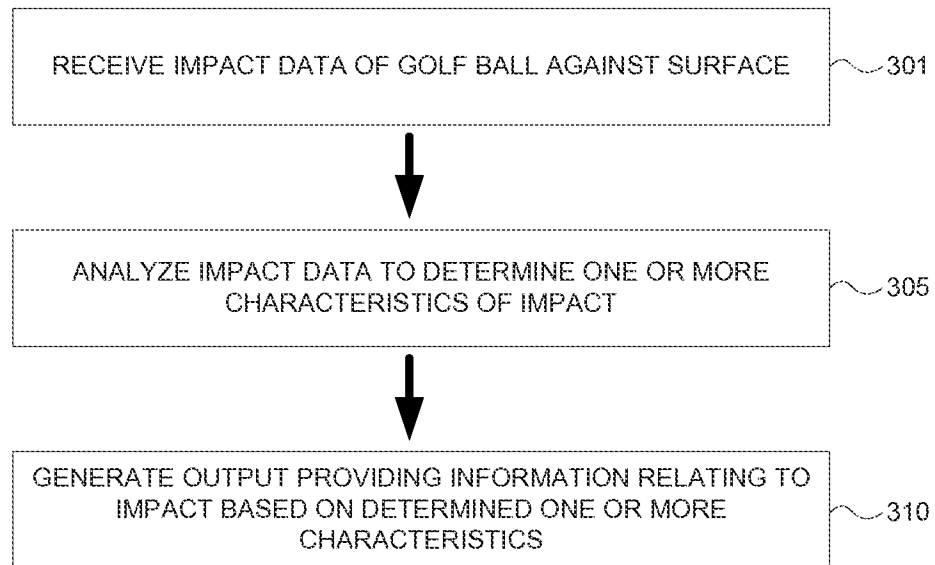 RECEIVE IMPACT DATA OF GOLF BALL AGAINST SURFACE
301
ANALYZE IMPACT DATA TO DETERMINE ONE OR MORE
CHARACTERISTICS OF IMPACT
305
GENERATE OUTPUT PROVIDING INFORMATION RELATING TO
IMPACT BASED ON DETERMINED ONE OR MORE
CHARACTERISTICS
310